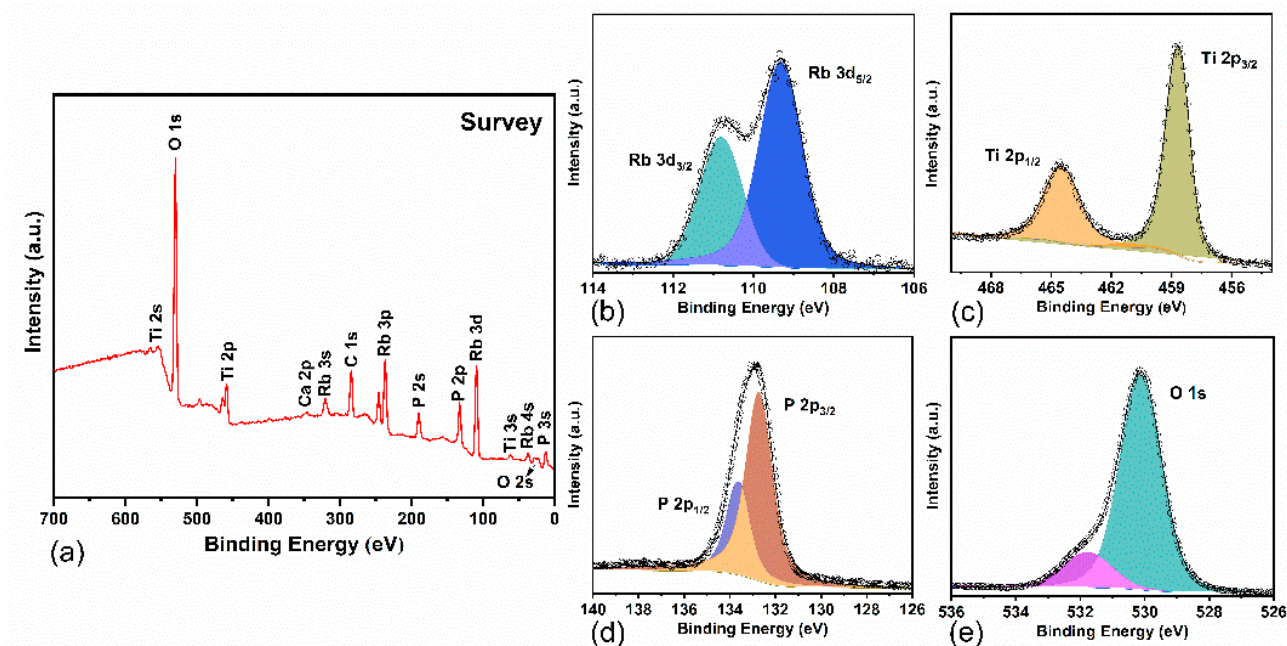 Survey
O 1s
Ti 2s
Ti 2p
Ca 2p
Rb 3s
C 1s
Rb 3p
P 2s
P 2p
Rb 3d
Ti 3s
Rb 4s
P 3s
O 2s
Intensity (a.u.)
700 600 500 400 300 200 100 0
Binding Energy (eV)
(a)
Rb 3d5/2
Rb 3d3/2
Intensity (a.u.)
114 112 110 108 106
Binding Energy (eV)
(b)
Ti 2p3/2
Ti 2p1/2
Intensity (a.u.)
468 465 462 459 456
Binding Energy (eV)
(c)
P 2p3/2
P 2p1/2
Intensity (a.u.)
140 138 136 134 132 130 128 126
Binding Energy (eV)
(d)
O 1s
Intensity (a.u.)
536 534 532 530 528 526
Binding Energy (eV)
(e)